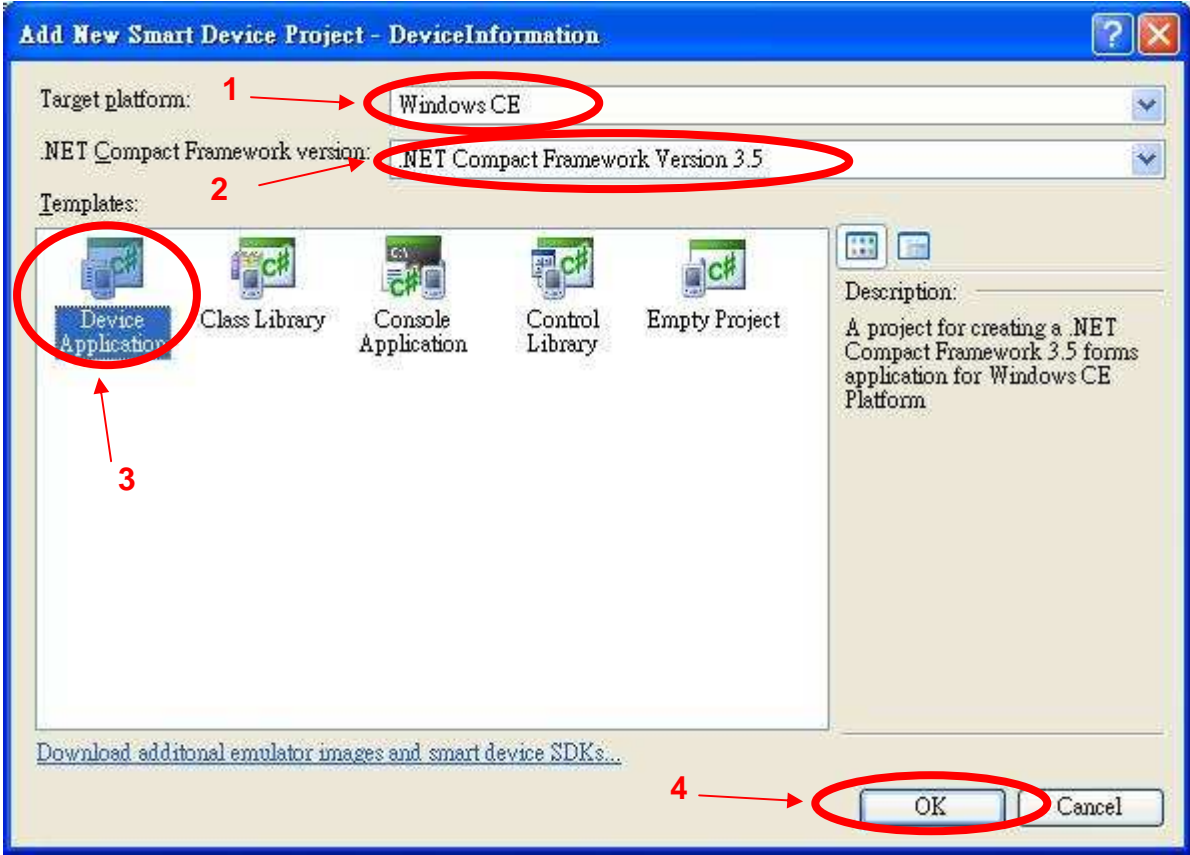 Add New Smart Device Project - DeviceInformation
Target platform:
1
Windows CE
.NET Compact Framework version:
.NET Compact Framework Version 3.5
2
Templates:
Device Application
Class Library
Console Application
Control Library
Empty Project
3
Description:
A project for creating a .NET
Compact Framework 3.5 forms
application for Windows CE
Platform
Download additonal emulator images and smart device SDKs...
4
OK
Cancel